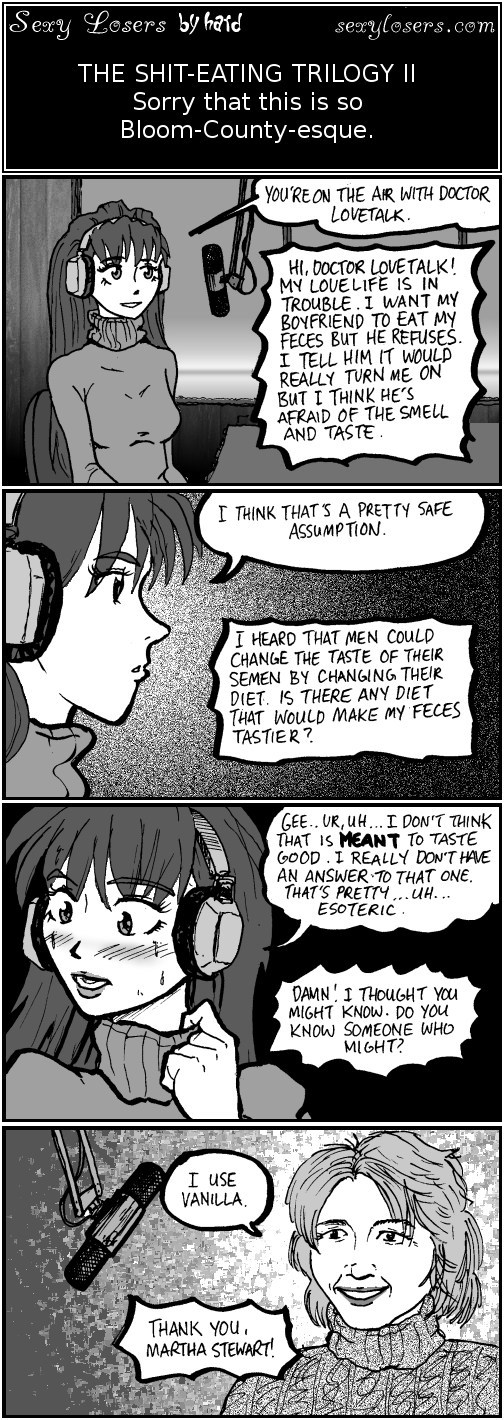 Sexy Losers by hard
sexylosers.com
THE SHIT-EATING TRILOGY II
Sorry that this is so
Bloom-County-esque.
YOU'RE ON THE AIR WITH DOCTOR
LOVETALK.
HI, DOCTOR LOVETALK!
MY LOVELIFE IS IN
TROUBLE. I WANT MY
BOYFRIEND TO EAT MY
FECES BUT HE REFUSES.
I TELL HIM IT WOULD
REALLY TURN ME ON
BUT I THINK HE'S
AFRAID OF THE SMELL
AND TASTE.
I THINK THAT'S A PRETTY SAFE
ASSUMPTION.
I HEARD THAT MEN COULD
CHANGE THE TASTE OF THEIR
SEMEN BY CHANGING THEIR
DIET. IS THERE ANY DIET
THAT WOULD MAKE MY FECES
TASTIER?
GEE.. UR, UH... I DON'T THINK
THAT IS MEANT TO TASTE
GOOD. I REALLY DON'T HAVE
AN ANSWER TO THAT ONE.
THAT'S PRETTY... UH...
ESOTERIC.
DAMN! I THOUGHT YOU
MIGHT KNOW. DO YOU
KNOW SOMEONE WHO
MIGHT?
I USE
VANILLA.
THANK YOU,
MARTHA STEWART!